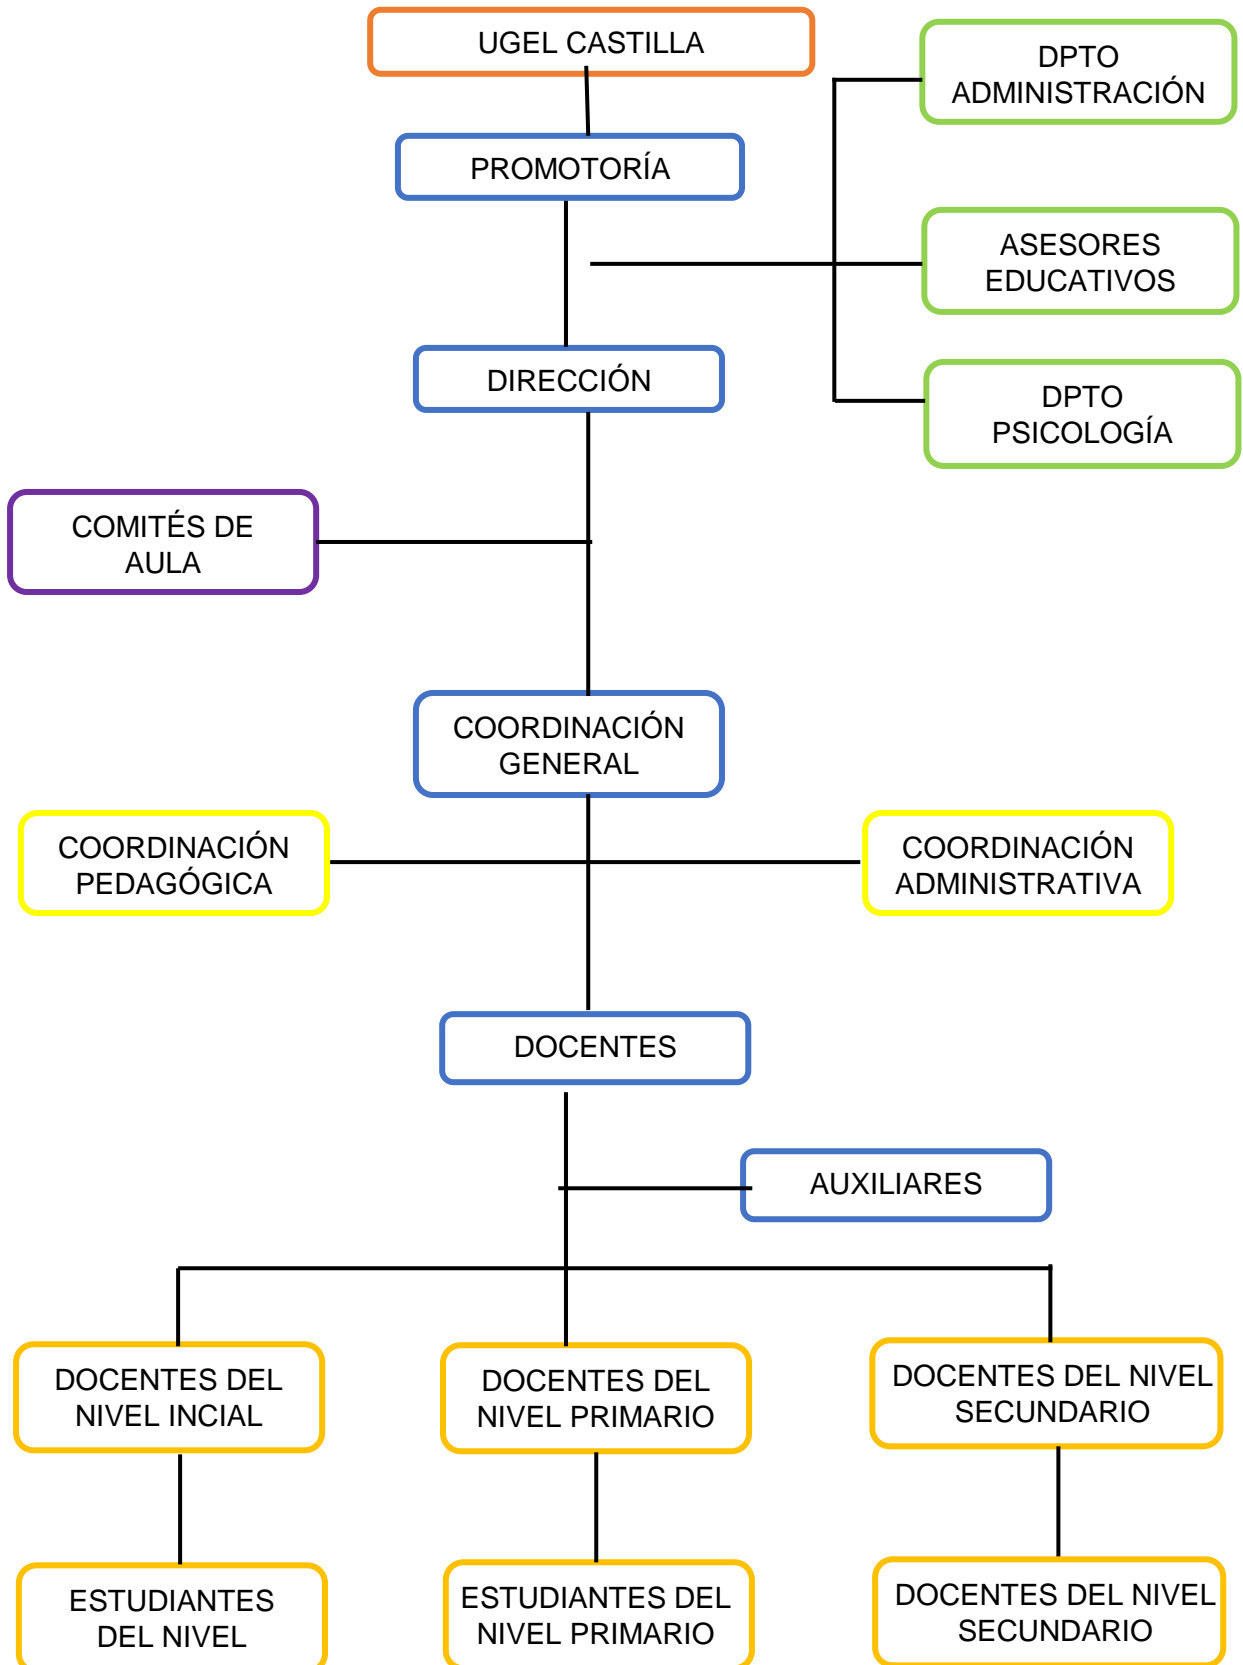 UGEL CASTILLA
DPTO
ADMINISTRACIÓN
PROMOTORÍA
ASESORES
EDUCATIVOS
DIRECCIÓN
DPTO
PSICOLOGÍA
COMITÉS DE
AULA
COORDINACIÓN
GENERAL
COORDINACIÓN
PEDAGÓGICA
COORDINACIÓN
ADMINISTRATIVA
DOCENTES
AUXILIARES
DOCENTES DEL
NIVEL INCIAL
DOCENTES DEL
NIVEL PRIMARIO
DOCENTES DEL NIVEL
SECUNDARIO
ESTUDIANTES
DEL NIVEL
ESTUDIANTES DEL
NIVEL PRIMARIO
DOCENTES DEL NIVEL
SECUNDARIO